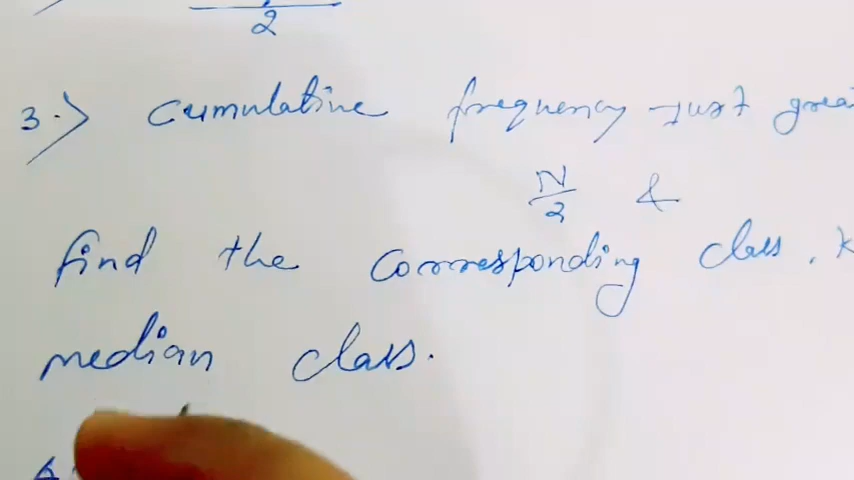 2
3.> Cumulative frequency just grea
N/2 &
find the corresponding class. k
median class.